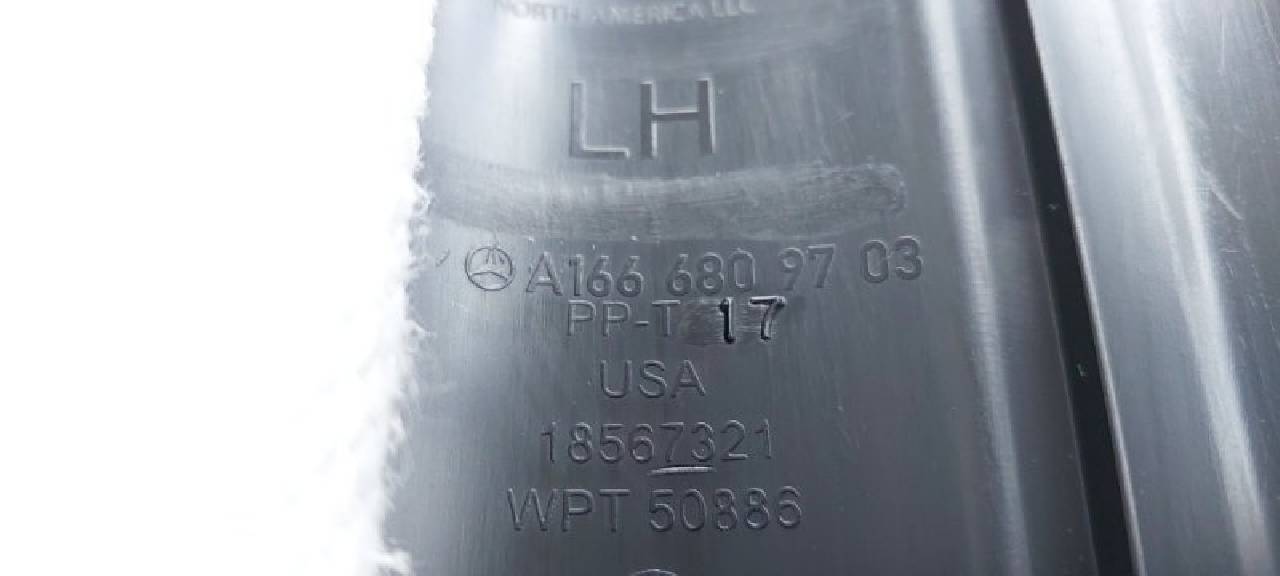 NORTH AMERICA LLC
LH
A166 680 97 03
PP-T 17
USA
18567321
WPT 50886